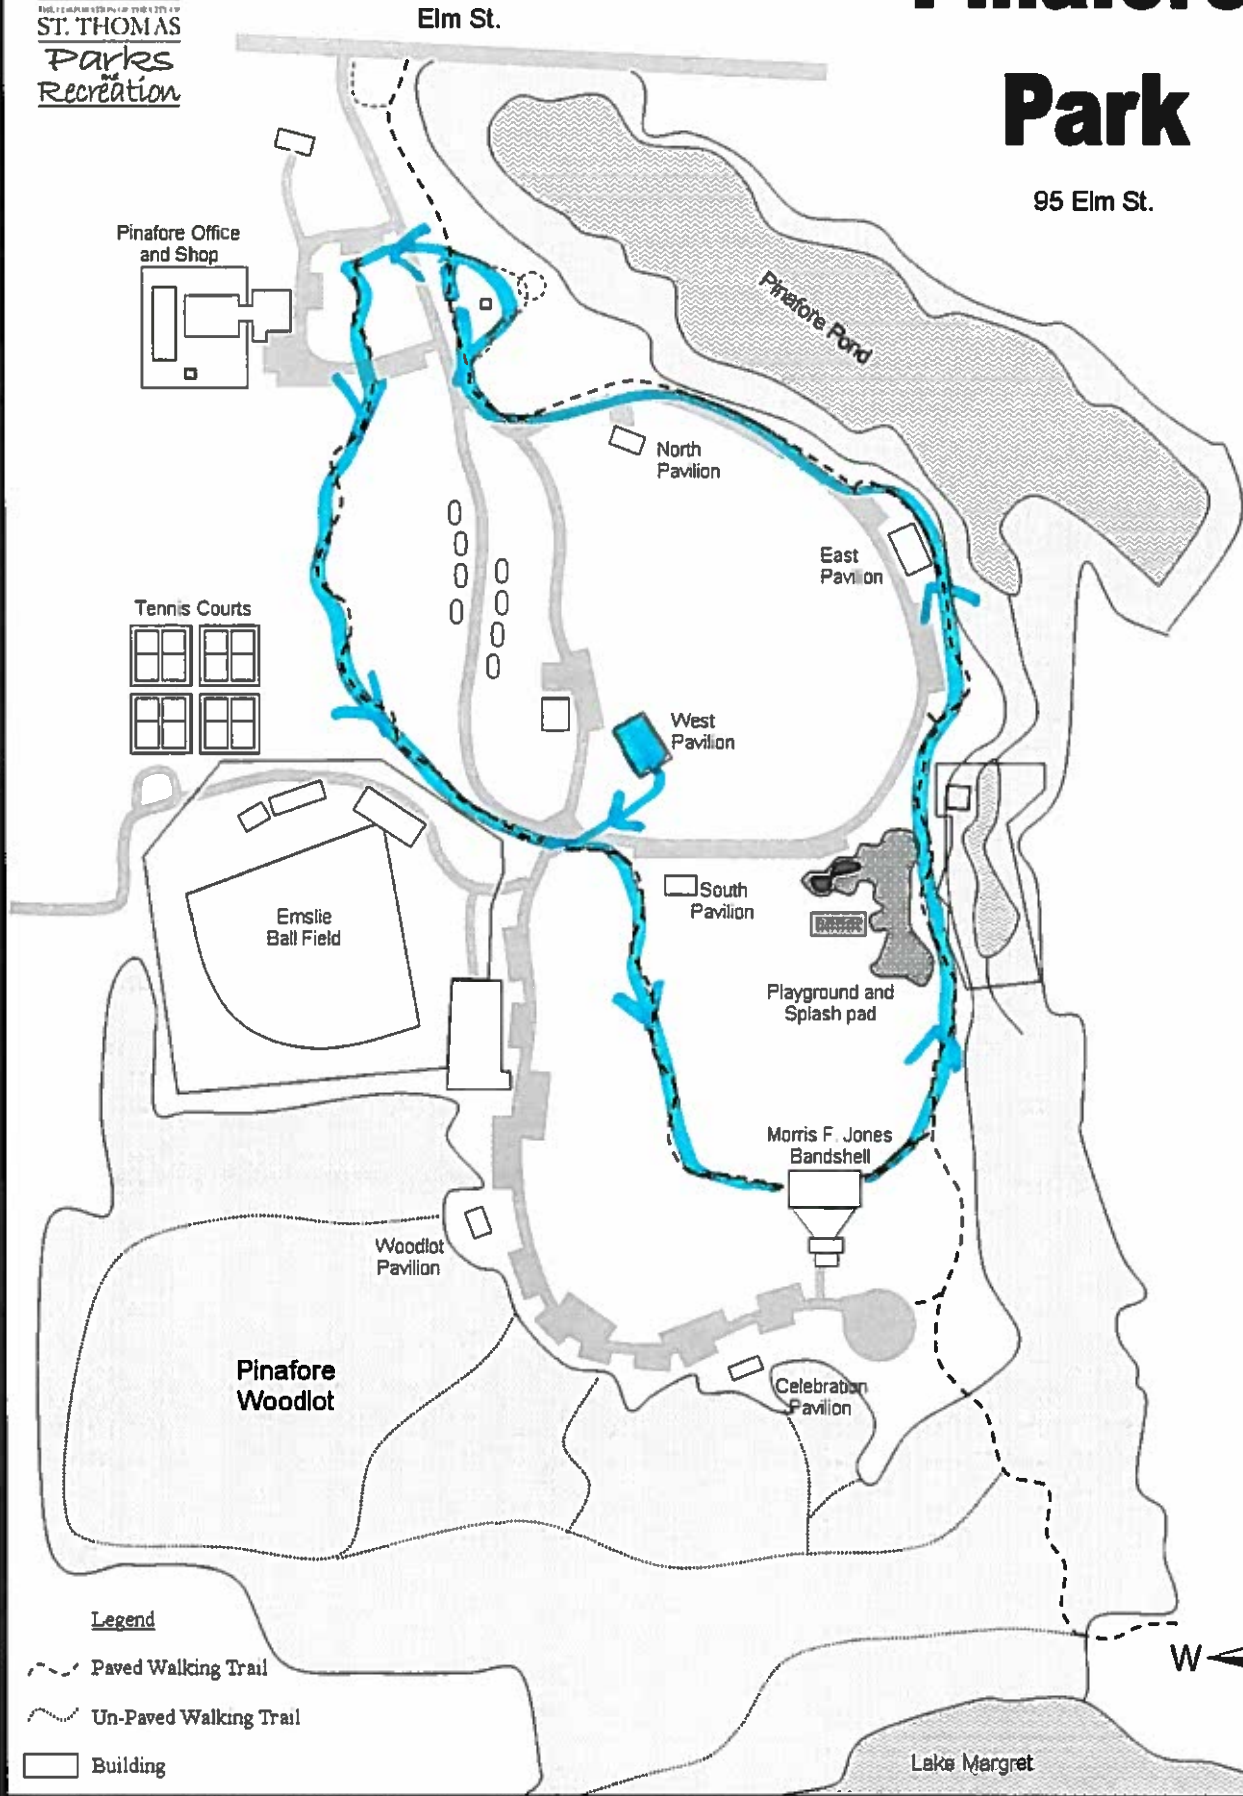 ST. THOMAS
Parks
and
Recreation
Elm St.
Park
95 Elm St.
Pinafore Office
and Shop
Pinafore Pond
North
Pavilion
East
Pavilion
Tennis Courts
West
Pavilion
Emslie
Ball Field
South
Pavilion
Playground and
Splash pad
Morris F. Jones
Bandshell
Woodlot
Pavilion
Pinafore
Woodlot
Celebration
Pavilion
Legend
Paved Walking Trail
Un-Paved Walking Trail
Building
W
Lake Margret